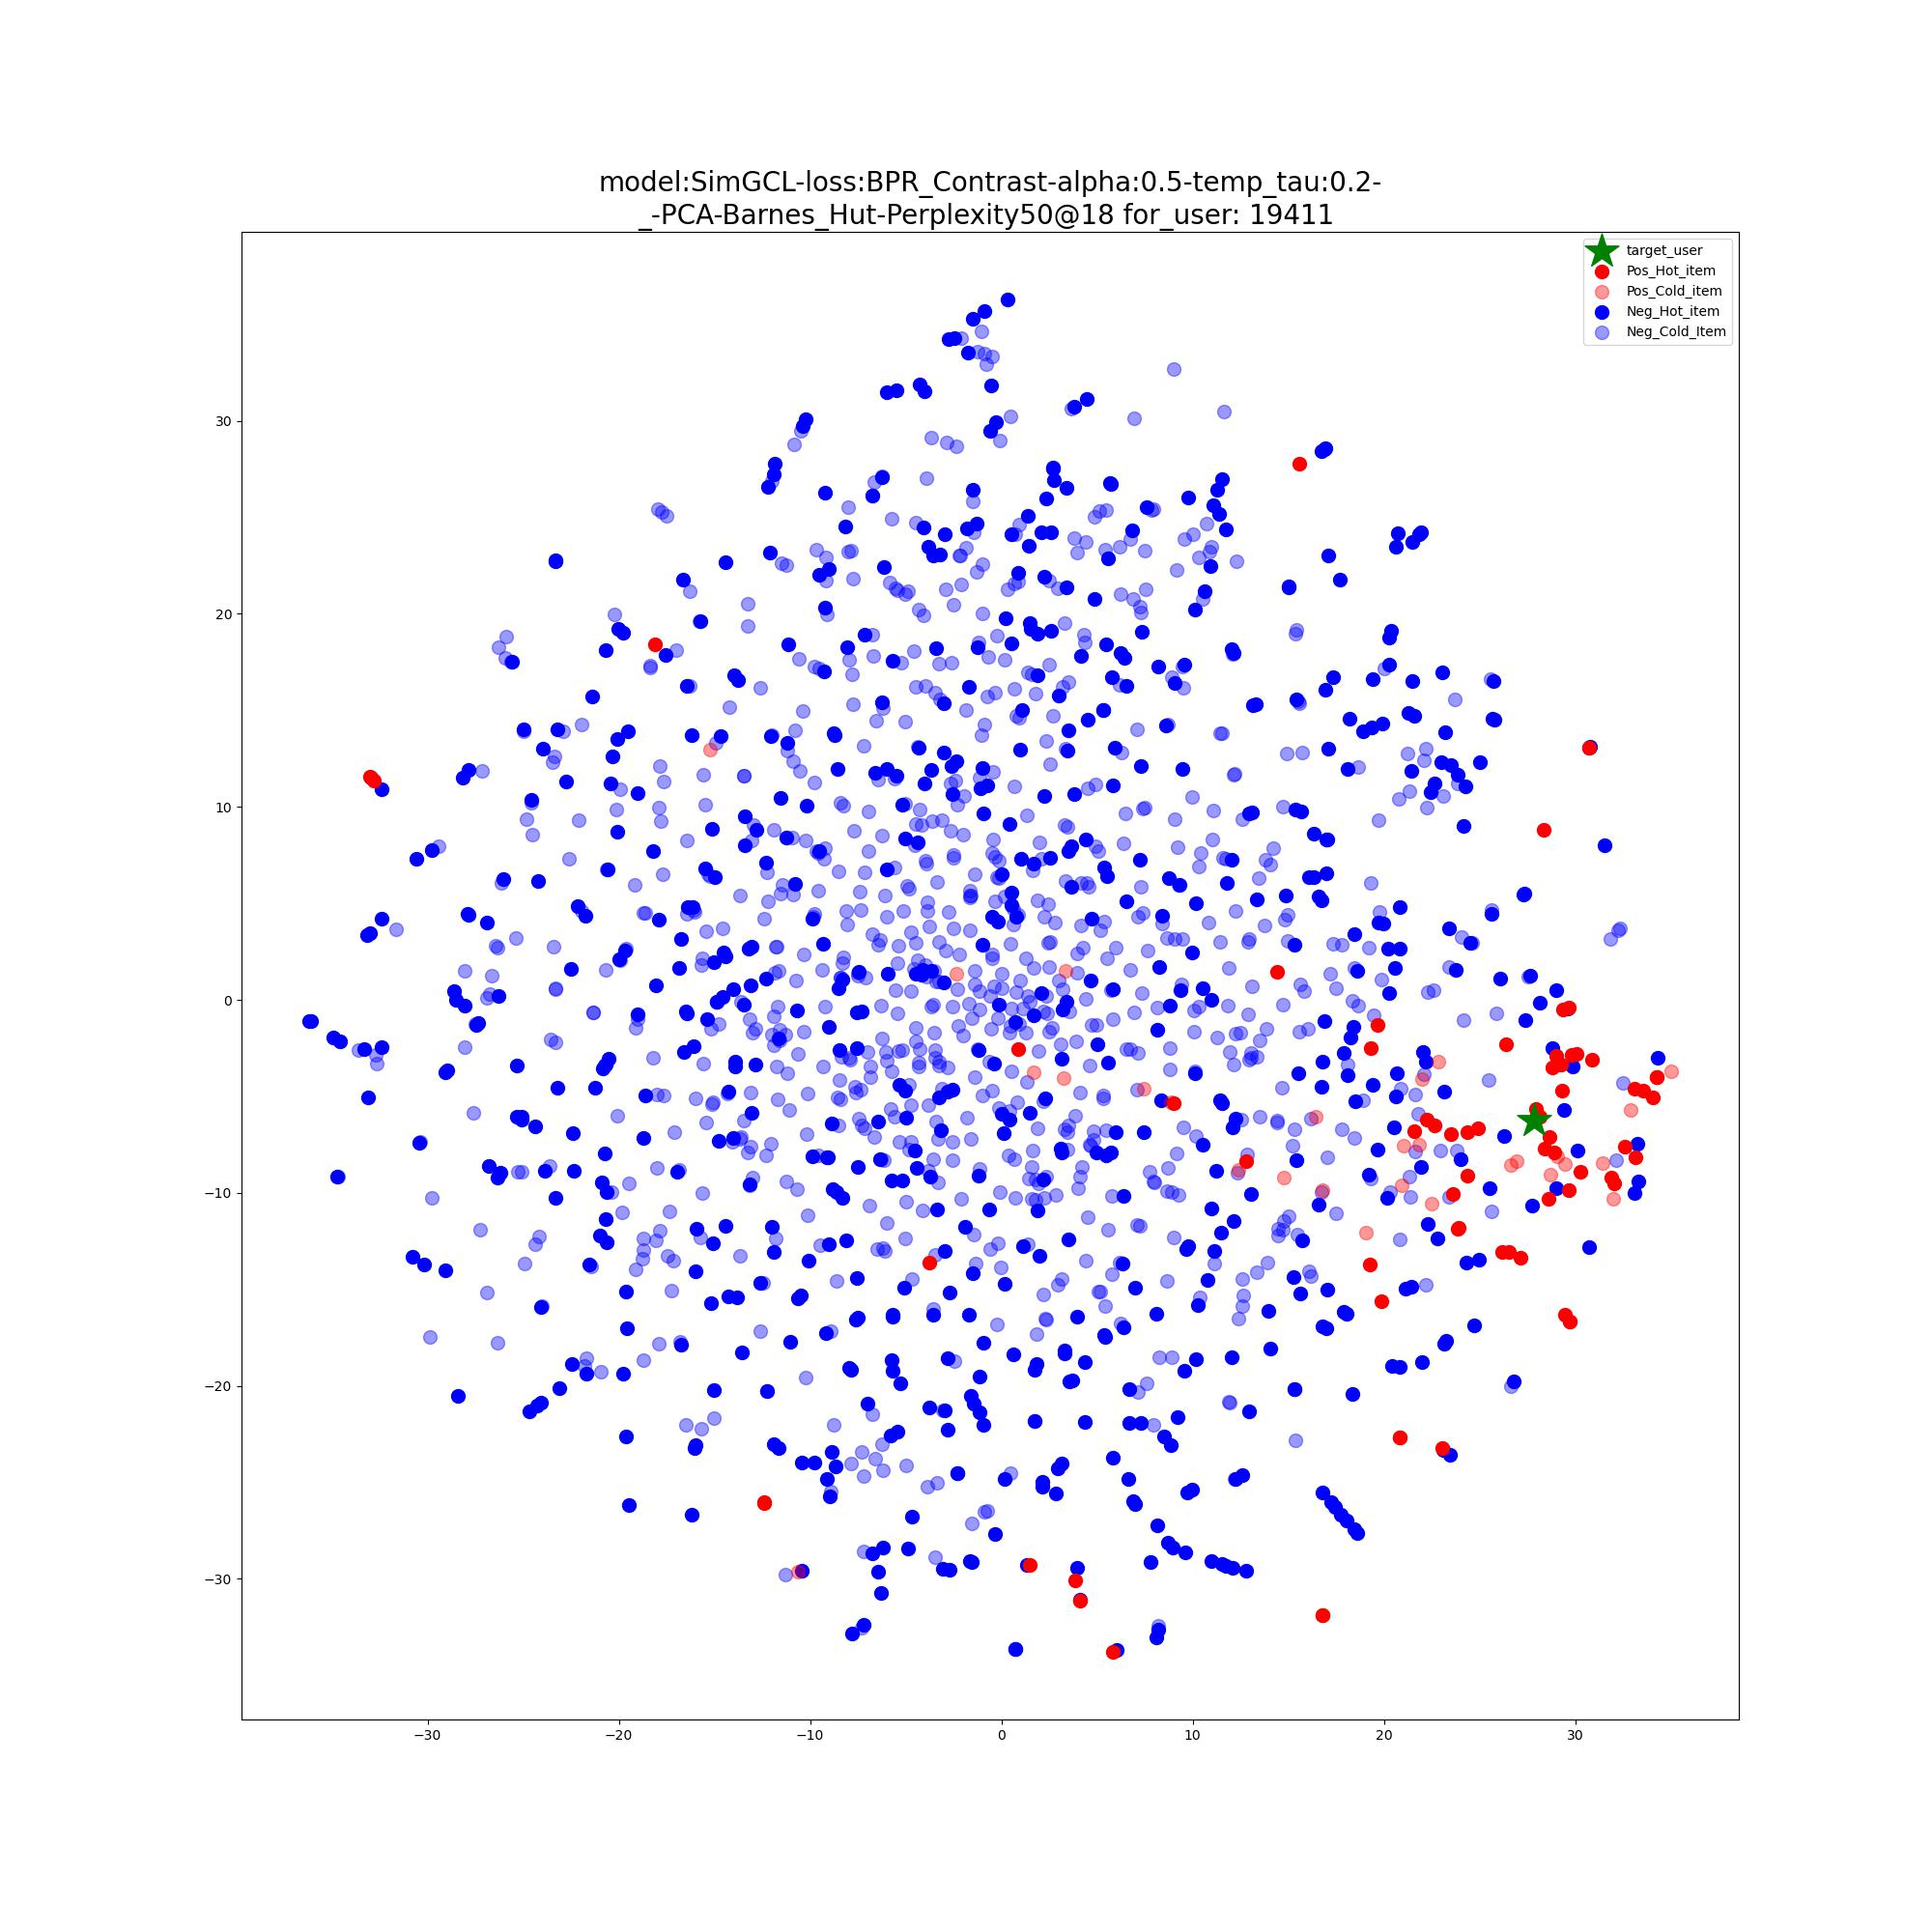 model:SimGCL-loss:BPR_Contrast-alpha:0.5-temp_tau:0.2-
_-PCA-Barnes_Hut-Perplexity50@18 for_user: 19411
target_user
Pos_Hot_item
Pos_Cold_item
Neg_Hot_item
Neg_Cold_Item
30
20
10
0
−10
−20
−30
−30 −20 −10 0 10 20 30